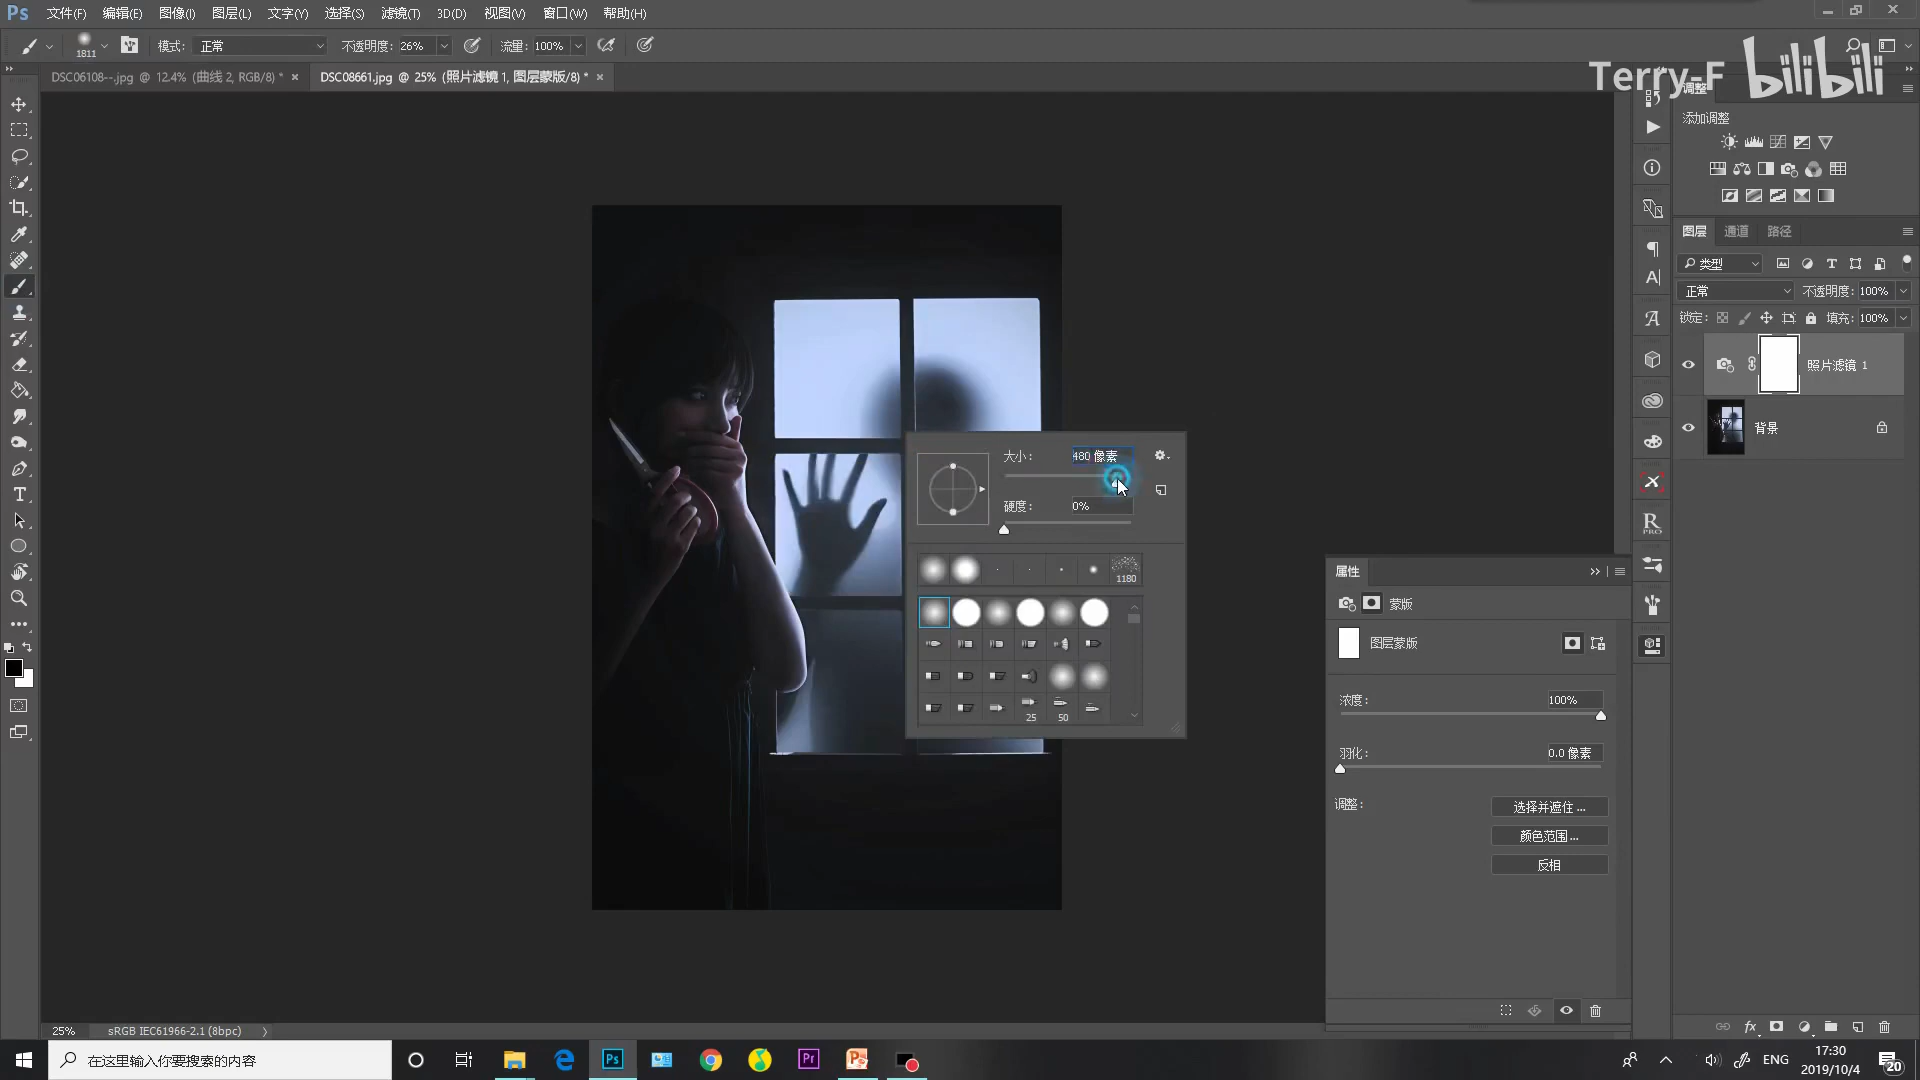 Ps 文件(F) 编辑(E) 图像(I) 图层(L) 文字(Y) 选择(S) 滤镜(T) 3D(D) 视图(V) 窗口(W) 帮助(H)
1811 模式: 正常 不透明度: 26% 流量: 100%
DSC06108--.jpg @ 12.4% (曲线 2, RGB/8) * × DSC08661.jpg @ 25% (照片滤镜 1, 图层蒙版/8) * ×
Terry-F bilibili
调整
添加调整
图层 通道 路径
类型
正常 不透明度: 100%
锁定: 填充: 100%
照片滤镜 1
背景
大小: 480 像素
硬度: 0%
1180
25 50
属性
蒙版
图层蒙版
浓度: 100%
羽化: 0.0 像素
调整:
选择并遮住 ...
颜色范围 ...
反相
R
PRO
fx
25% sRGB IEC61966-2.1 (8bpc)
在这里输入你要搜索的内容
Ps Pr
ENG
17:30
2019/10/4
20